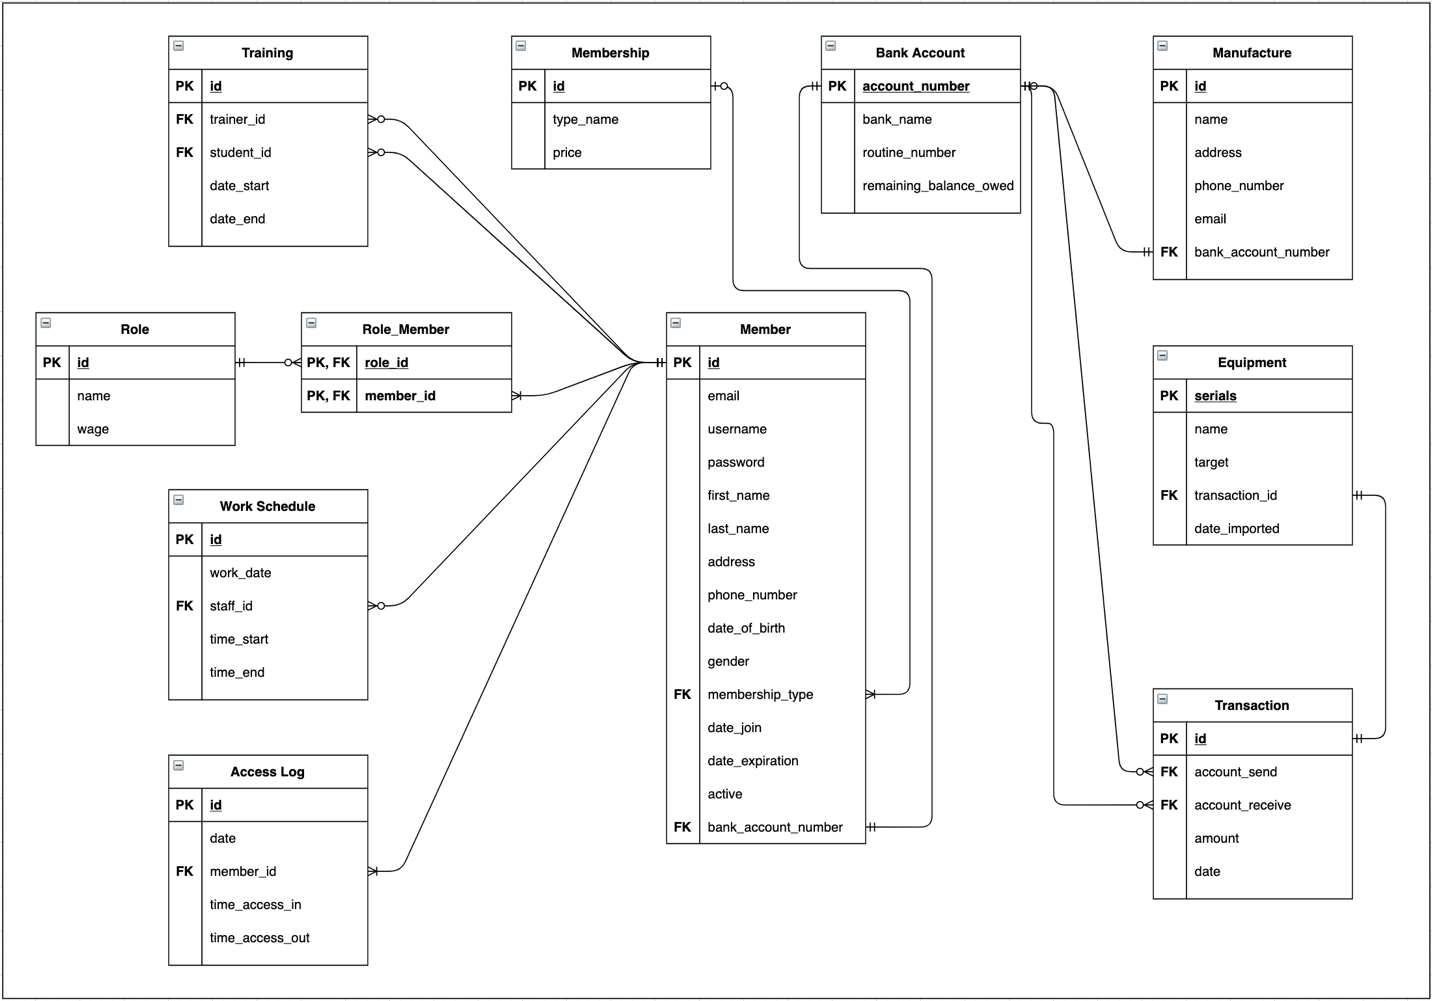 Training
PK id
FK trainer_id
FK student_id
date_start
date_end
Membership
PK id
type_name
price
Bank Account
PK account_number
bank_name
routine_number
remaining_balance_owed
Manufacture
PK id
name
address
phone_number
email
FK bank_account_number
Role
PK id
name
wage
Role_Member
PK, FK role_id
PK, FK member_id
Member
PK id
email
username
password
first_name
last_name
address
phone_number
date_of_birth
gender
FK membership_type
date_join
date_expiration
active
FK bank_account_number
Equipment
PK serials
name
target
FK transaction_id
date_imported
Work Schedule
PK id
work_date
FK staff_id
time_start
time_end
Transaction
PK id
FK account_send
FK account_receive
amount
date
Access Log
PK id
date
FK member_id
time_access_in
time_access_out